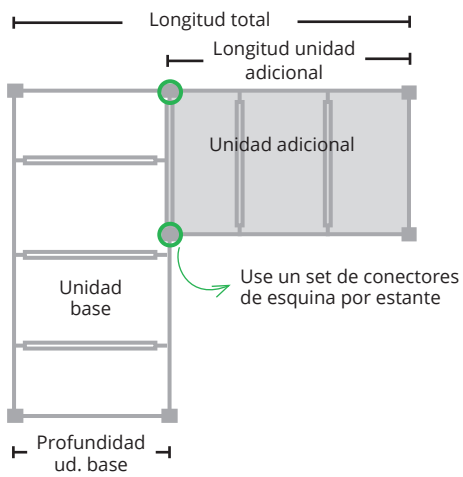 Longitud total
Longitud unidad
adicional
Unidad adicional
Use un set de conectores
de esquina por estante
Unidad
base
Profundidad
ud. base